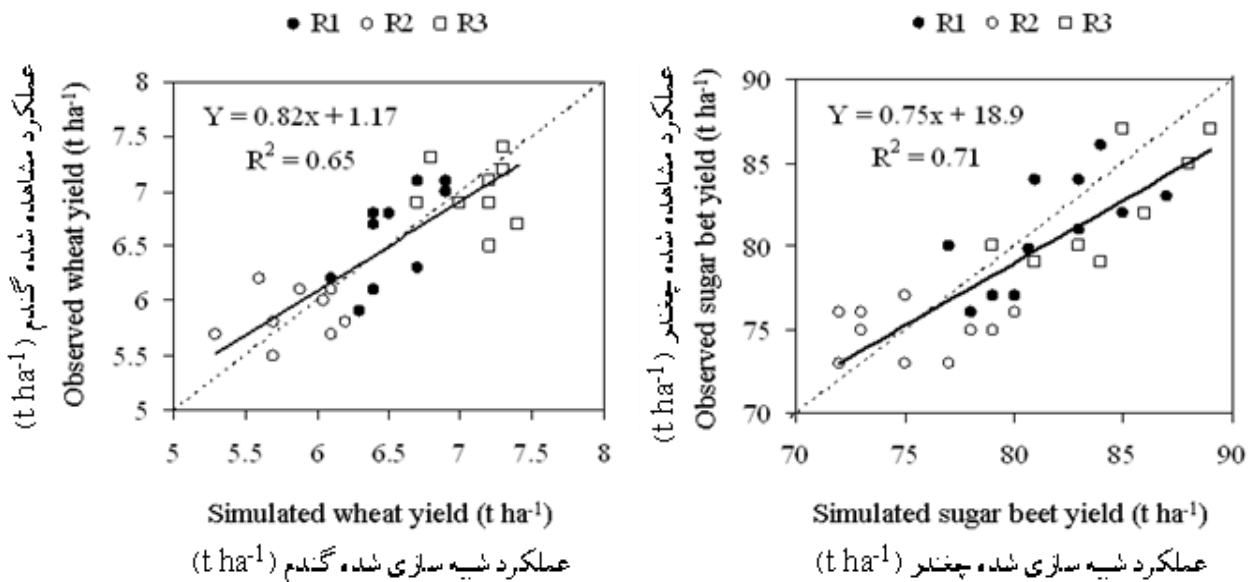 ● R1 ○ R2 □ R3
عملکرد مشاهده شده گندم (t ha-1)
Observed wheat yield (t ha-1)
Y = 0.82x + 1.17
R2 = 0.65
8
7.5
7
6.5
6
5.5
5
5 5.5 6 6.5 7 7.5 8
Simulated wheat yield (t ha-1)
عملکرد شبیه سازی شده گندم (t ha-1)
● R1 ○ R2 □ R3
عملکرد مشاهده شده چغندر (t ha-1)
Observed sugar bet yield (t ha-1)
Y = 0.75x + 18.9
R2 = 0.71
90
85
80
75
70
70 75 80 85 90
Simulated sugar beet yield (t ha-1)
عملکرد شبیه سازی شده چغندر (t ha-1)